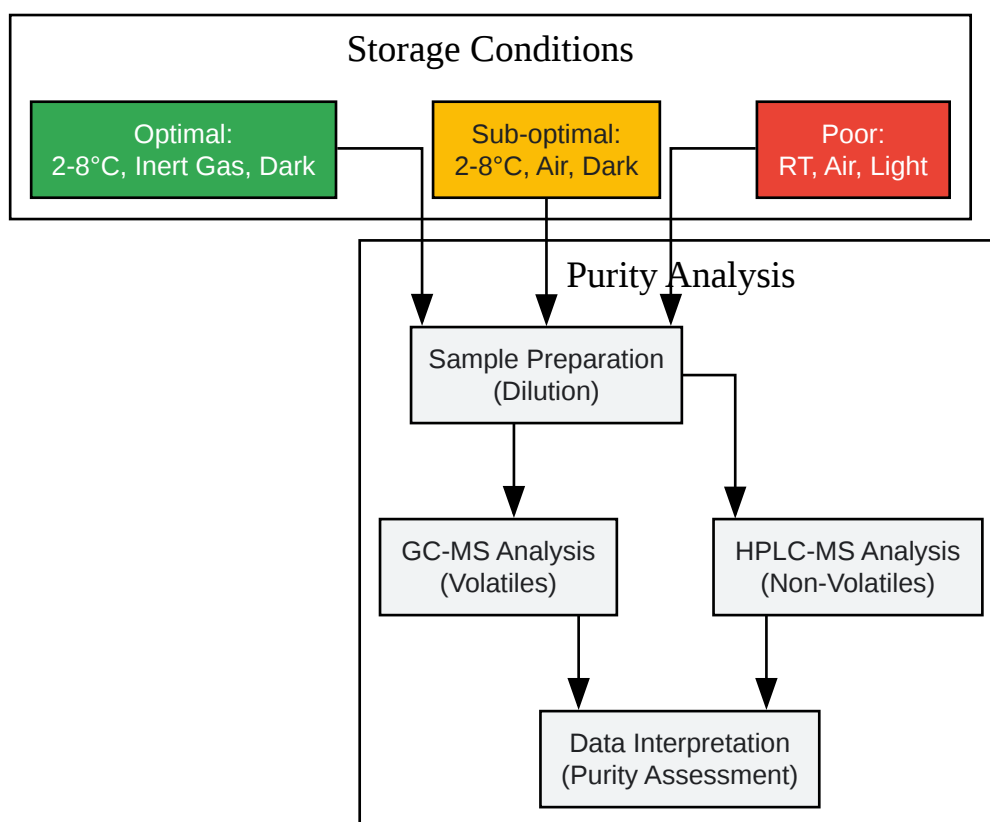 Storage Conditions
Optimal:
2-8°C, Inert Gas, Dark
Sub-optimal:
2-8°C, Air, Dark
Poor:
RT, Air, Light
Purity Analysis
Sample Preparation
(Dilution)
GC-MS Analysis
(Volatiles)
HPLC-MS Analysis
(Non-Volatiles)
Data Interpretation
(Purity Assessment)